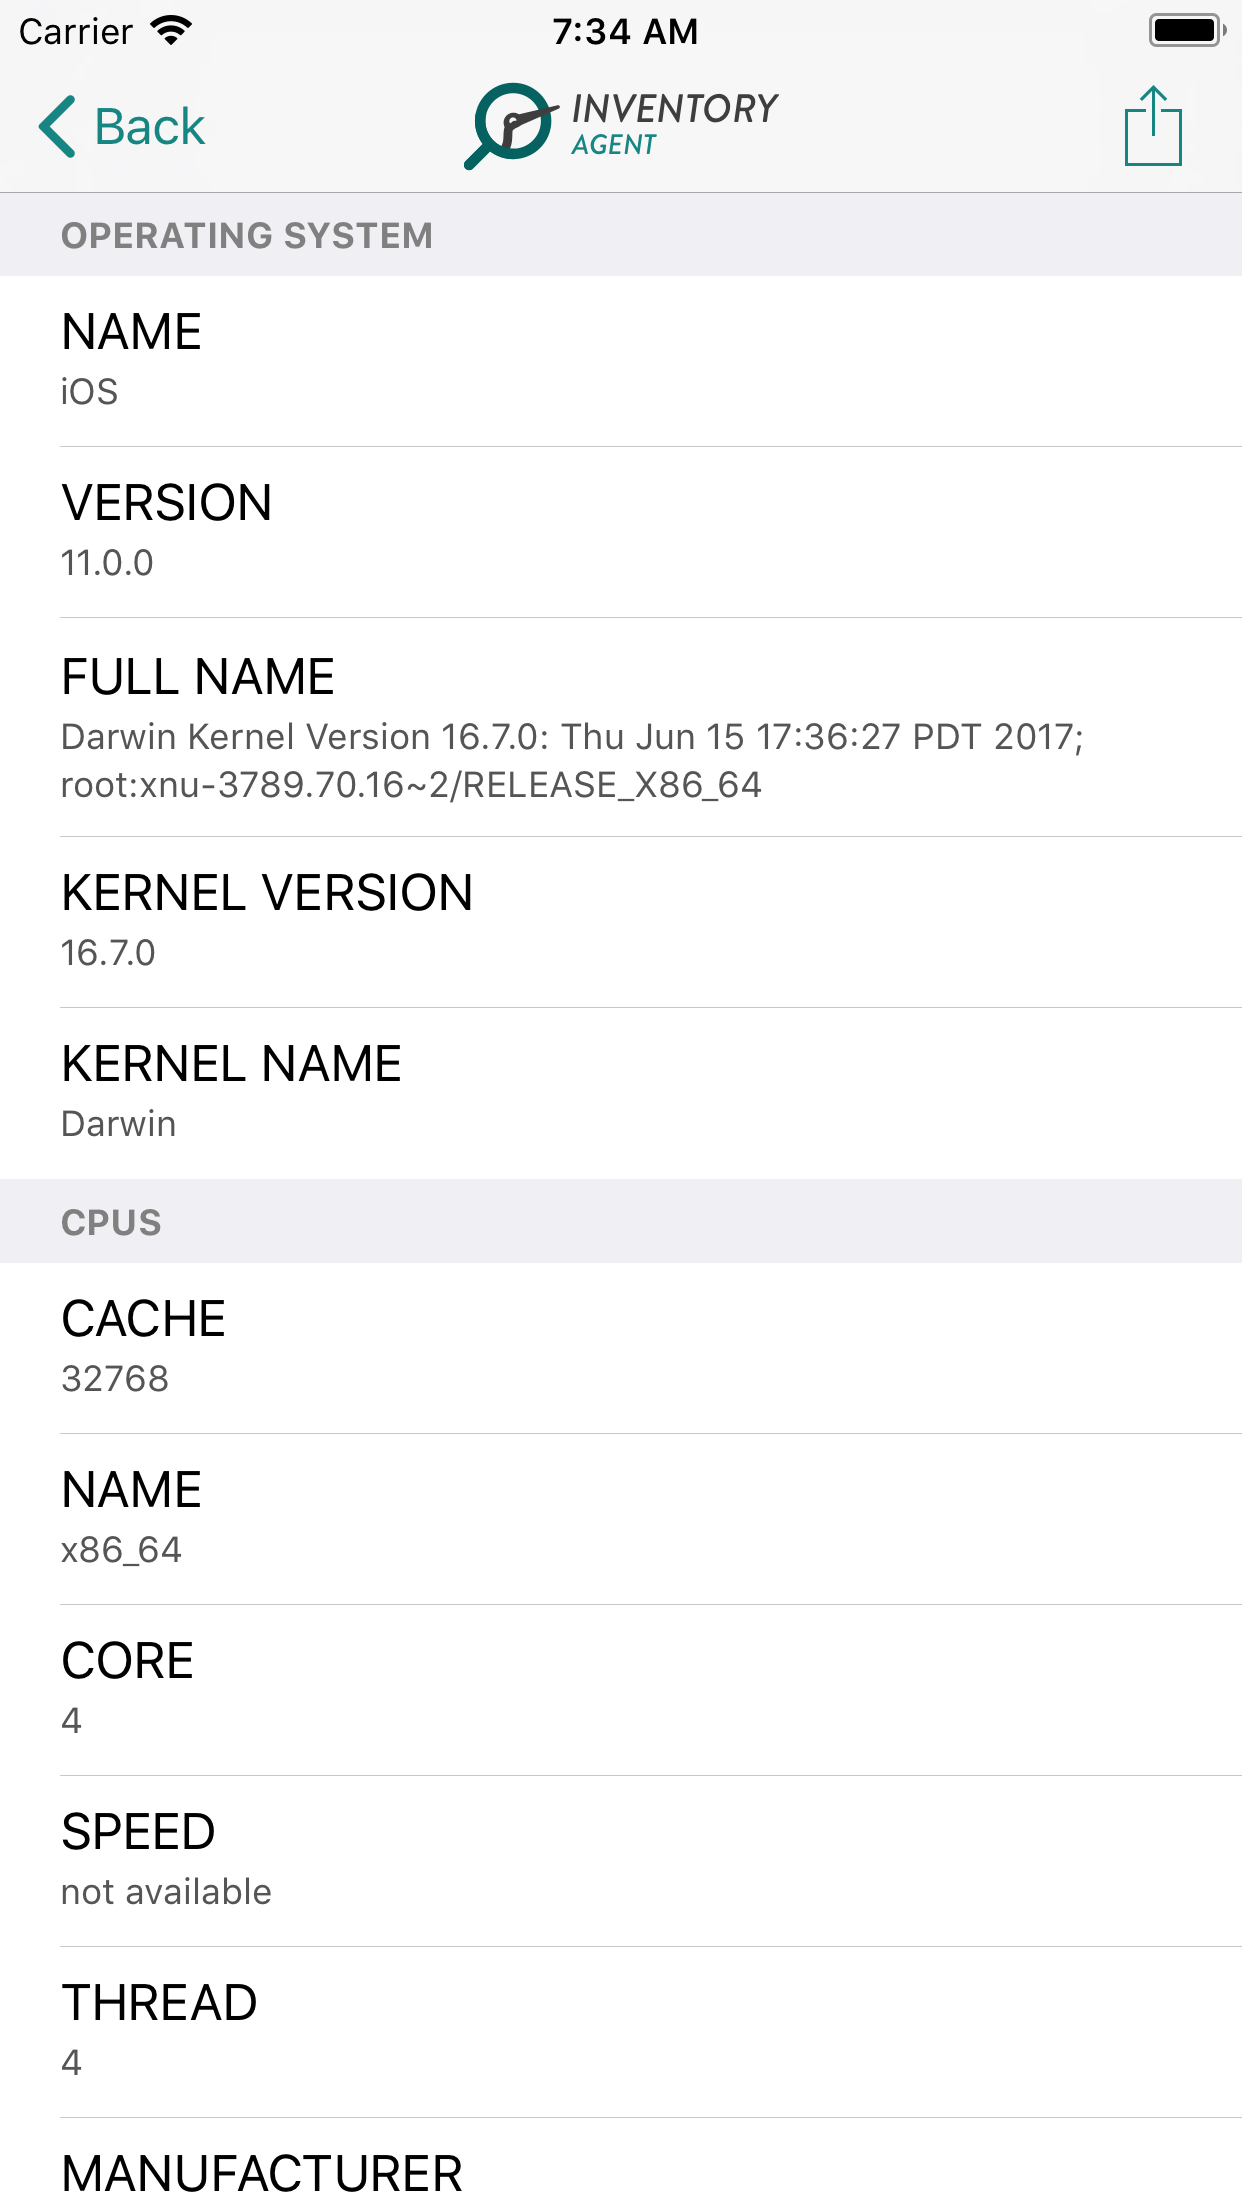 Carrier 7:34 AM
Back INVENTORY
AGENT
OPERATING SYSTEM
NAME
iOS
VERSION
11.0.0
FULL NAME
Darwin Kernel Version 16.7.0: Thu Jun 15 17:36:27 PDT 2017;
root:xnu-3789.70.16~2/RELEASE_X86_64
KERNEL VERSION
16.7.0
KERNEL NAME
Darwin
CPUS
CACHE
32768
NAME
x86_64
CORE
4
SPEED
not available
THREAD
4
MANUFACTURER